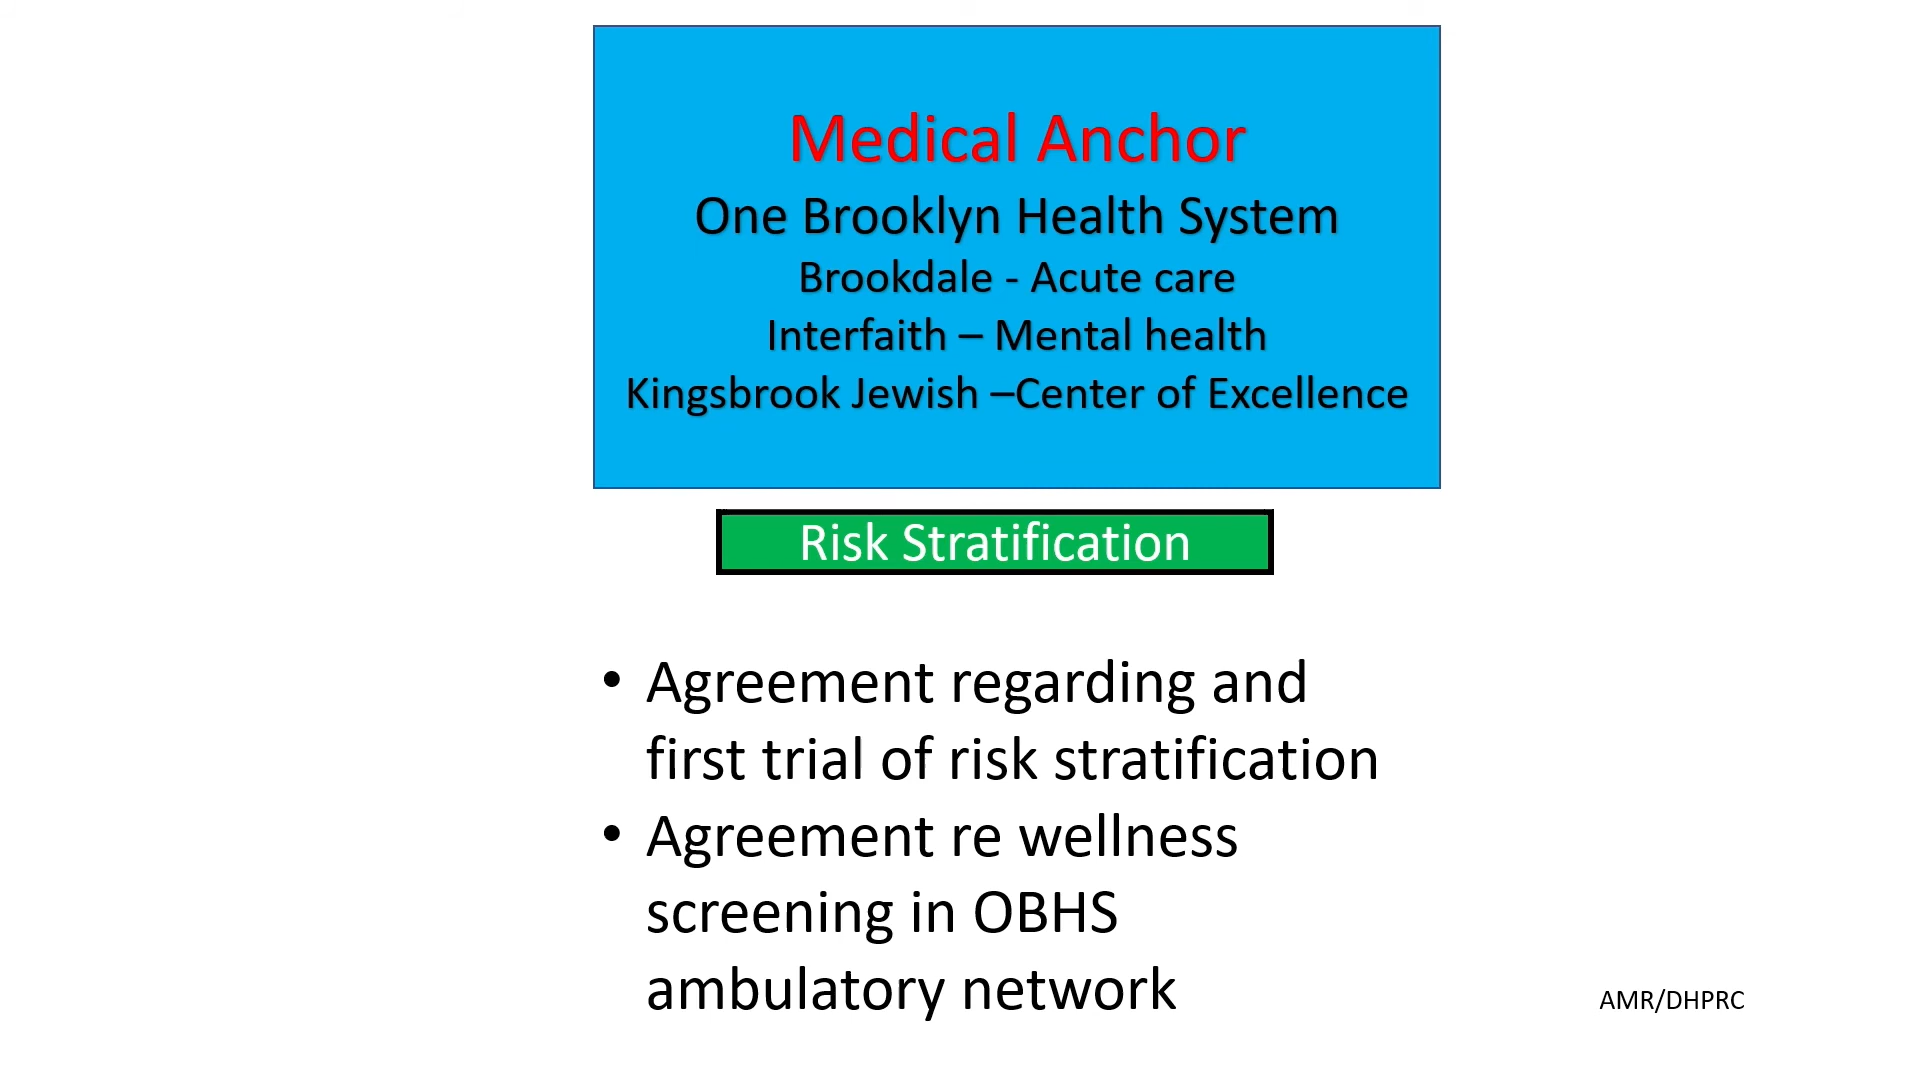 Medical Anchor
One Brooklyn Health System
Brookdale - Acute care
Interfaith – Mental health
Kingsbrook Jewish –Center of Excellence
Risk Stratification
• Agreement regarding and
first trial of risk stratification
• Agreement re wellness
screening in OBHS
ambulatory network
AMR/DHPRC